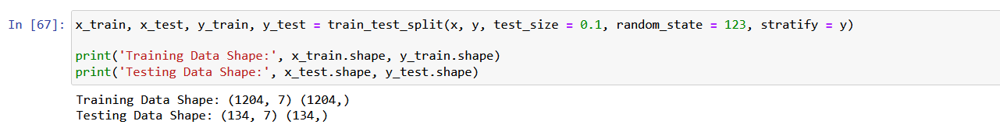 In [67]: x_train, x_test, y_train, y_test = train_test_split(x, y, test_size = 0.1, random_state = 123, stratify = y)
print('Training Data Shape:', x_train.shape, y_train.shape)
print('Testing Data Shape:', x_test.shape, y_test.shape)
Training Data Shape: (1204, 7) (1204,)
Testing Data Shape: (134, 7) (134,)